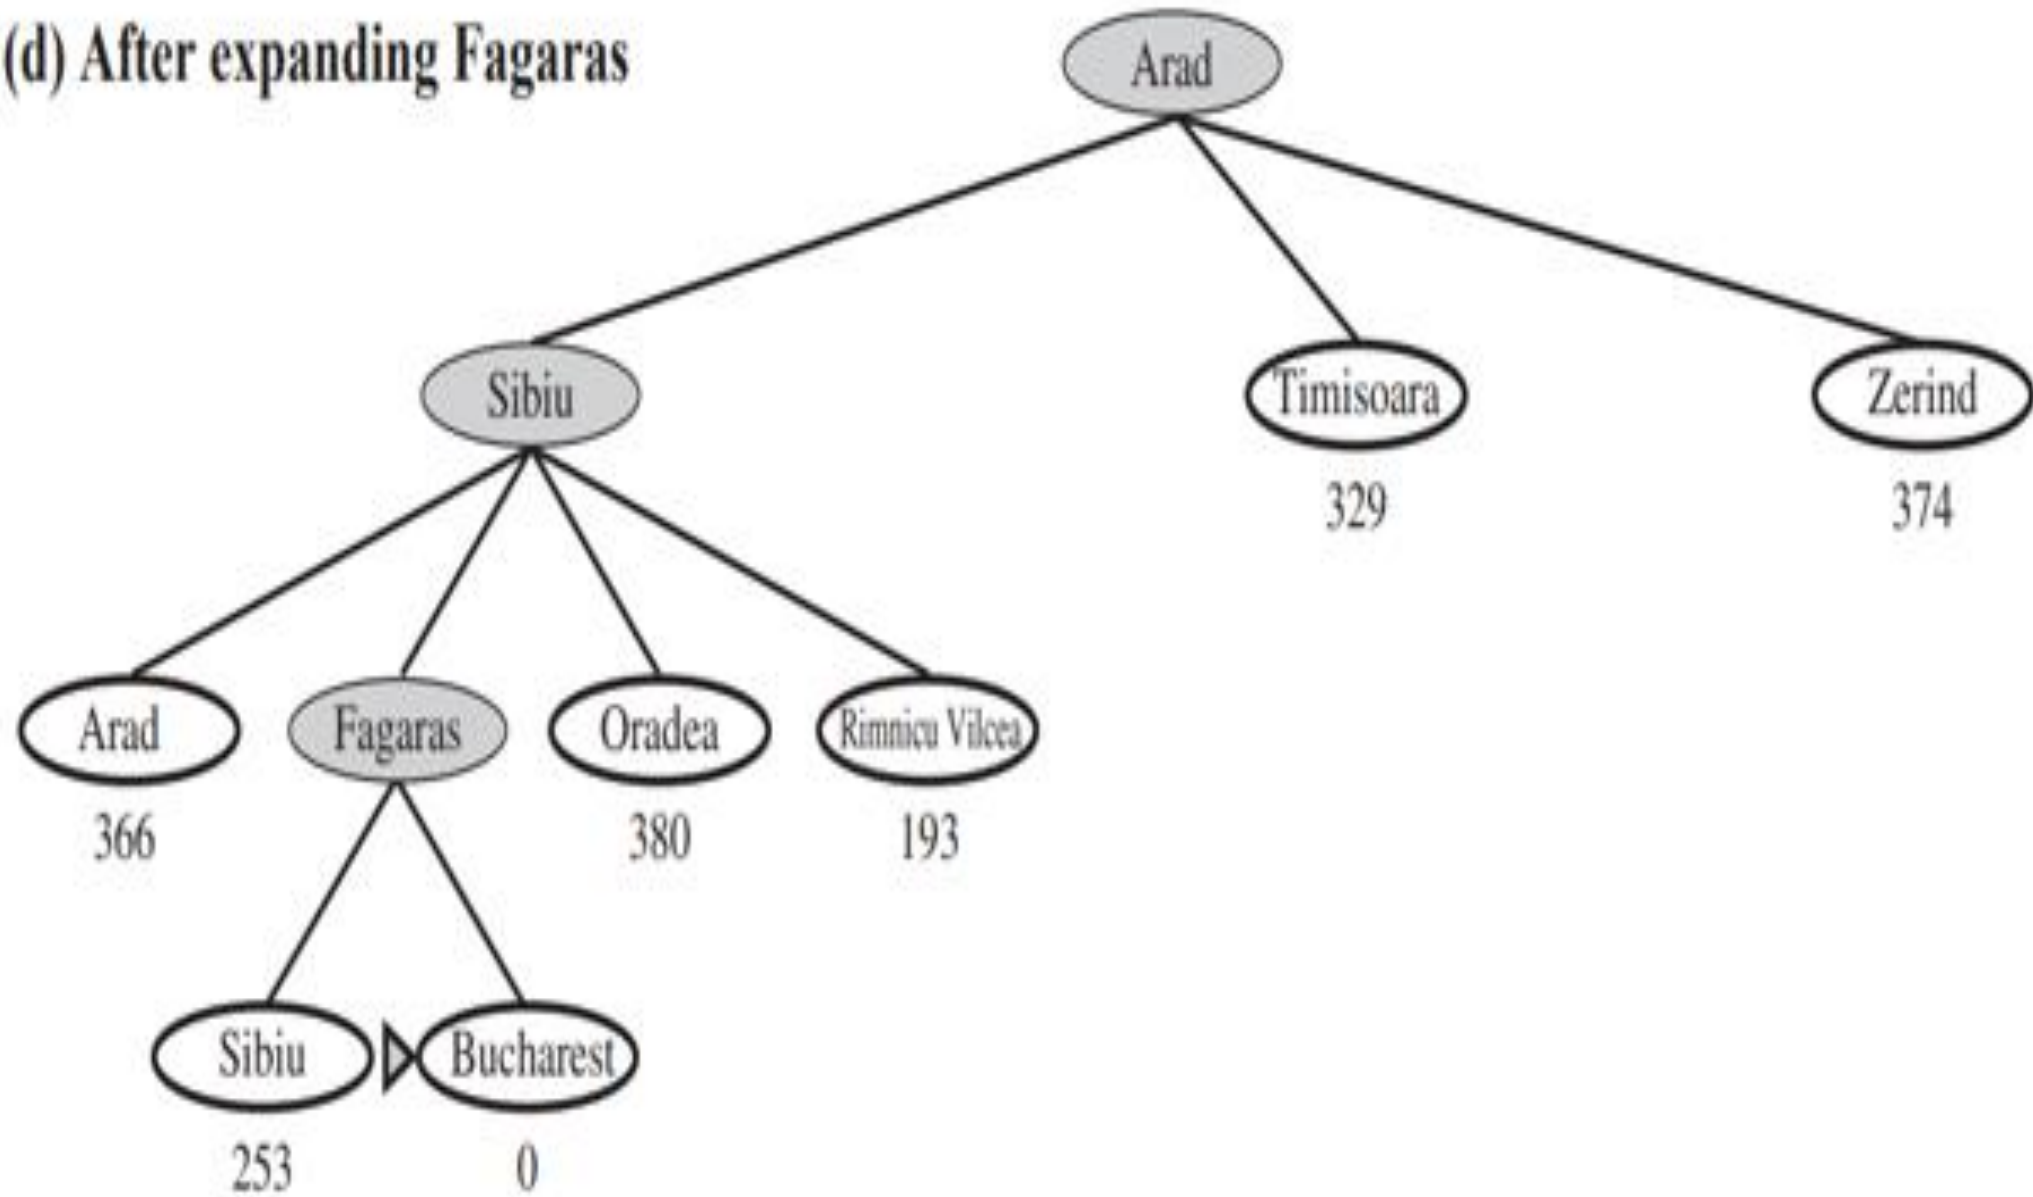 (d) After expanding Fagaras
Arad
Sibiu
Timisoara
Zerind
329
374
Arad
Fagaras
Oradea
Rimnicu Vilcea
366
380
193
Sibiu
Bucharest
253
0